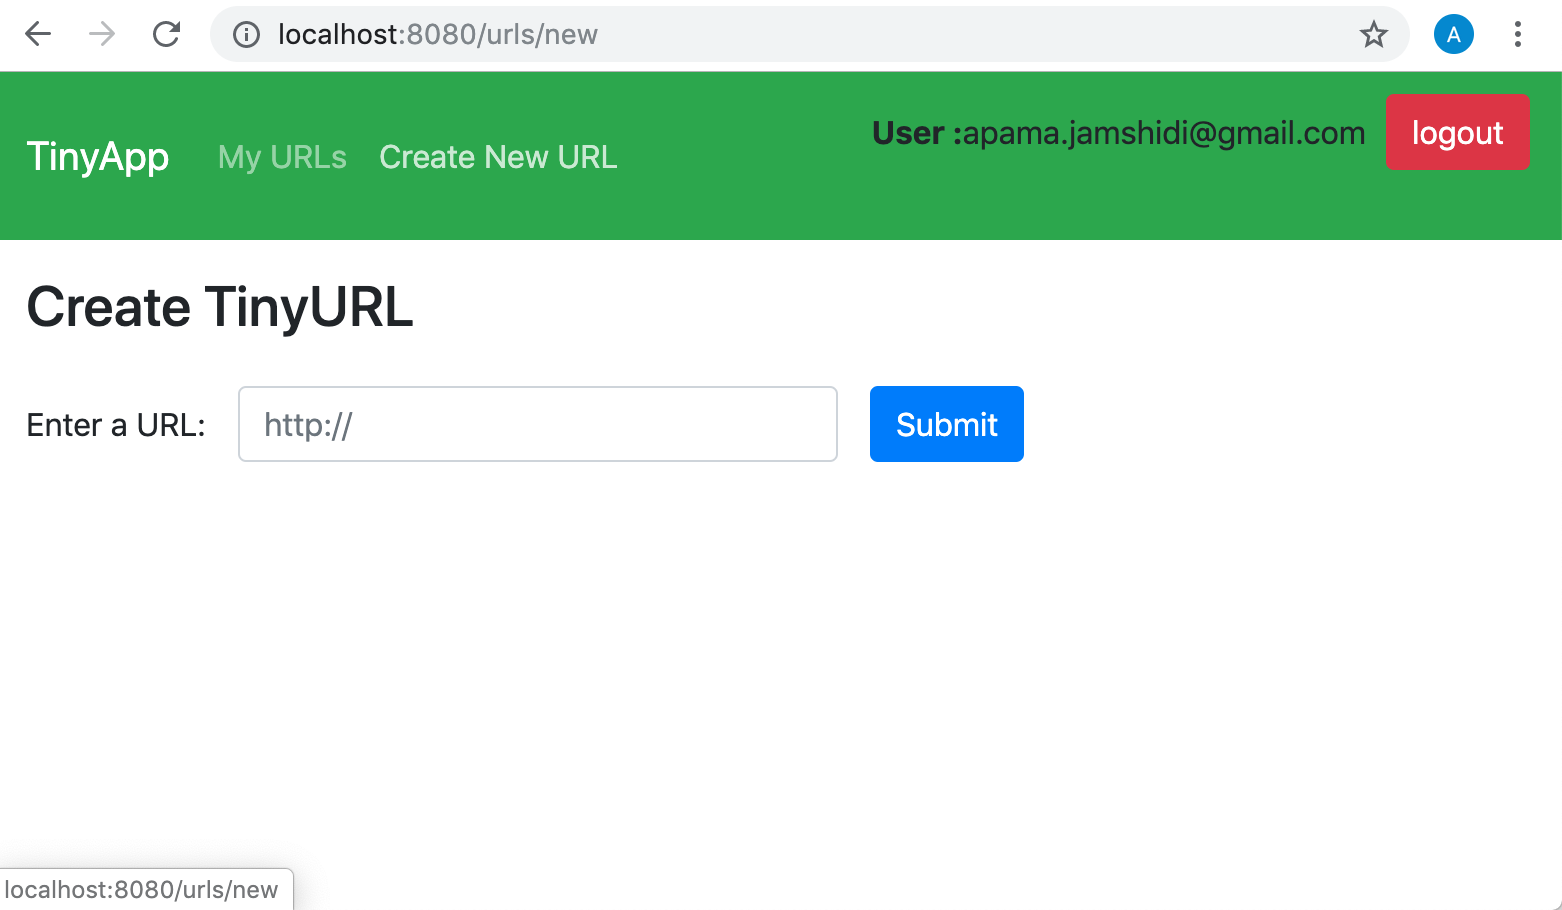 localhost:8080/urls/new
A
TinyApp My URLs Create New URL User :apama.jamshidi@gmail.com logout
Create TinyURL
Enter a URL: http:// Submit
localhost:8080/urls/new